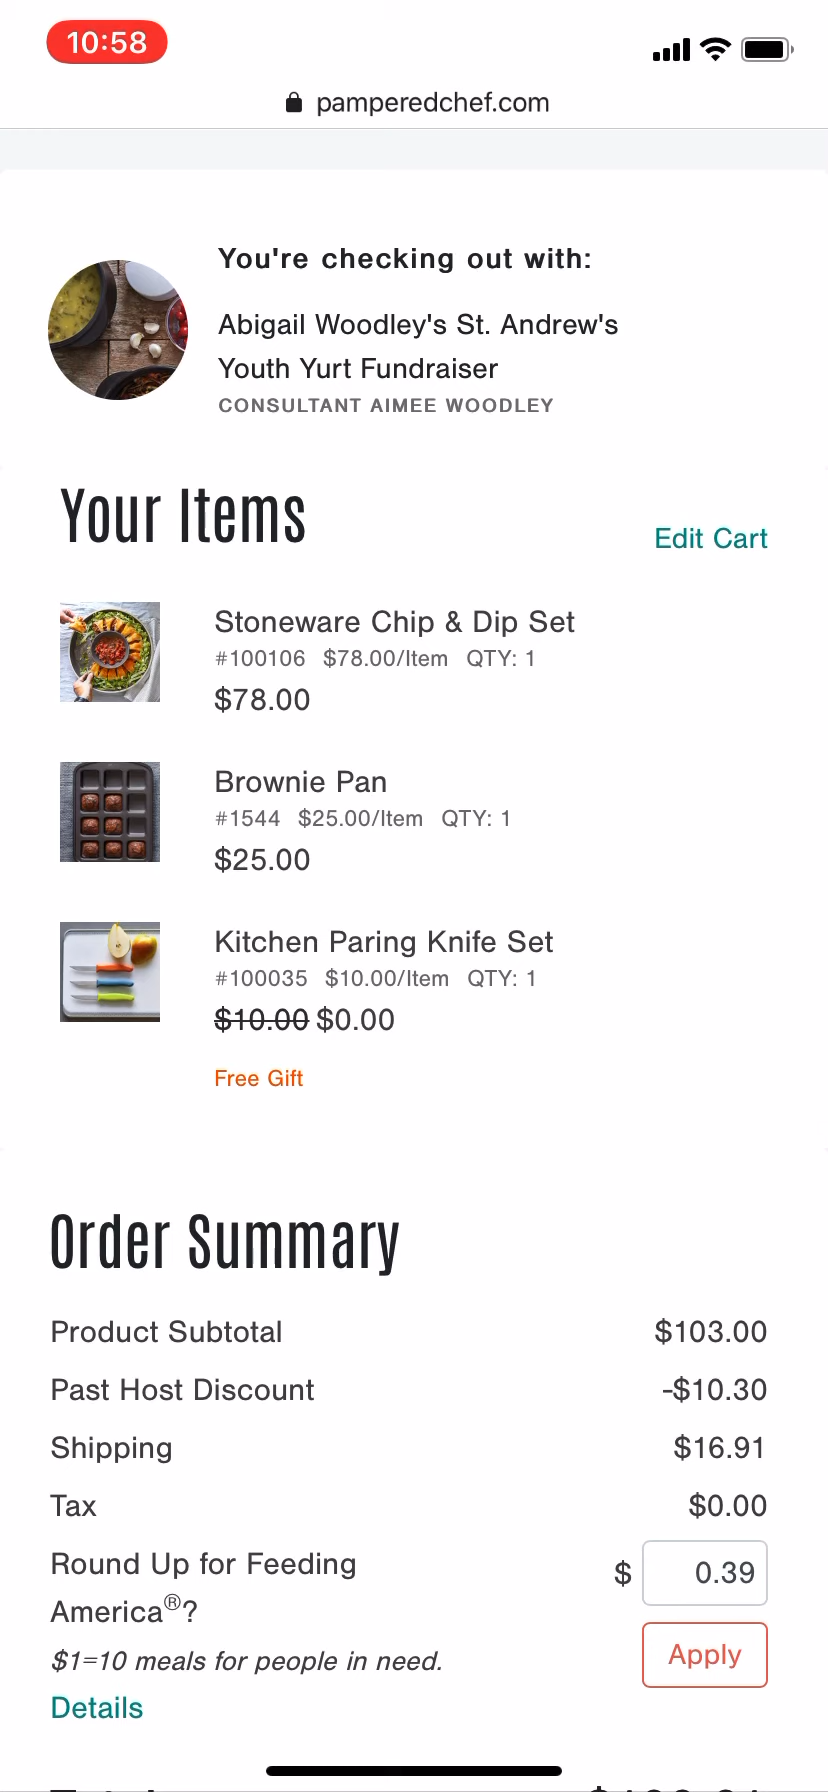 10:58
pamperedchef.com
You're checking out with:
Abigail Woodley's St. Andrew's
Youth Yurt Fundraiser
CONSULTANT AIMEE WOODLEY
Your Items
Edit Cart
Stoneware Chip & Dip Set
#100106 $78.00/Item QTY: 1
$78.00
Brownie Pan
#1544 $25.00/Item QTY: 1
$25.00
Kitchen Paring Knife Set
#100035 $10.00/Item QTY: 1
$10.00 $0.00
Free Gift
Order Summary
Product Subtotal $103.00
Past Host Discount -$10.30
Shipping $16.91
Tax $0.00
Round Up for Feeding $ 0.39
America®?
Apply
$1=10 meals for people in need.
Details